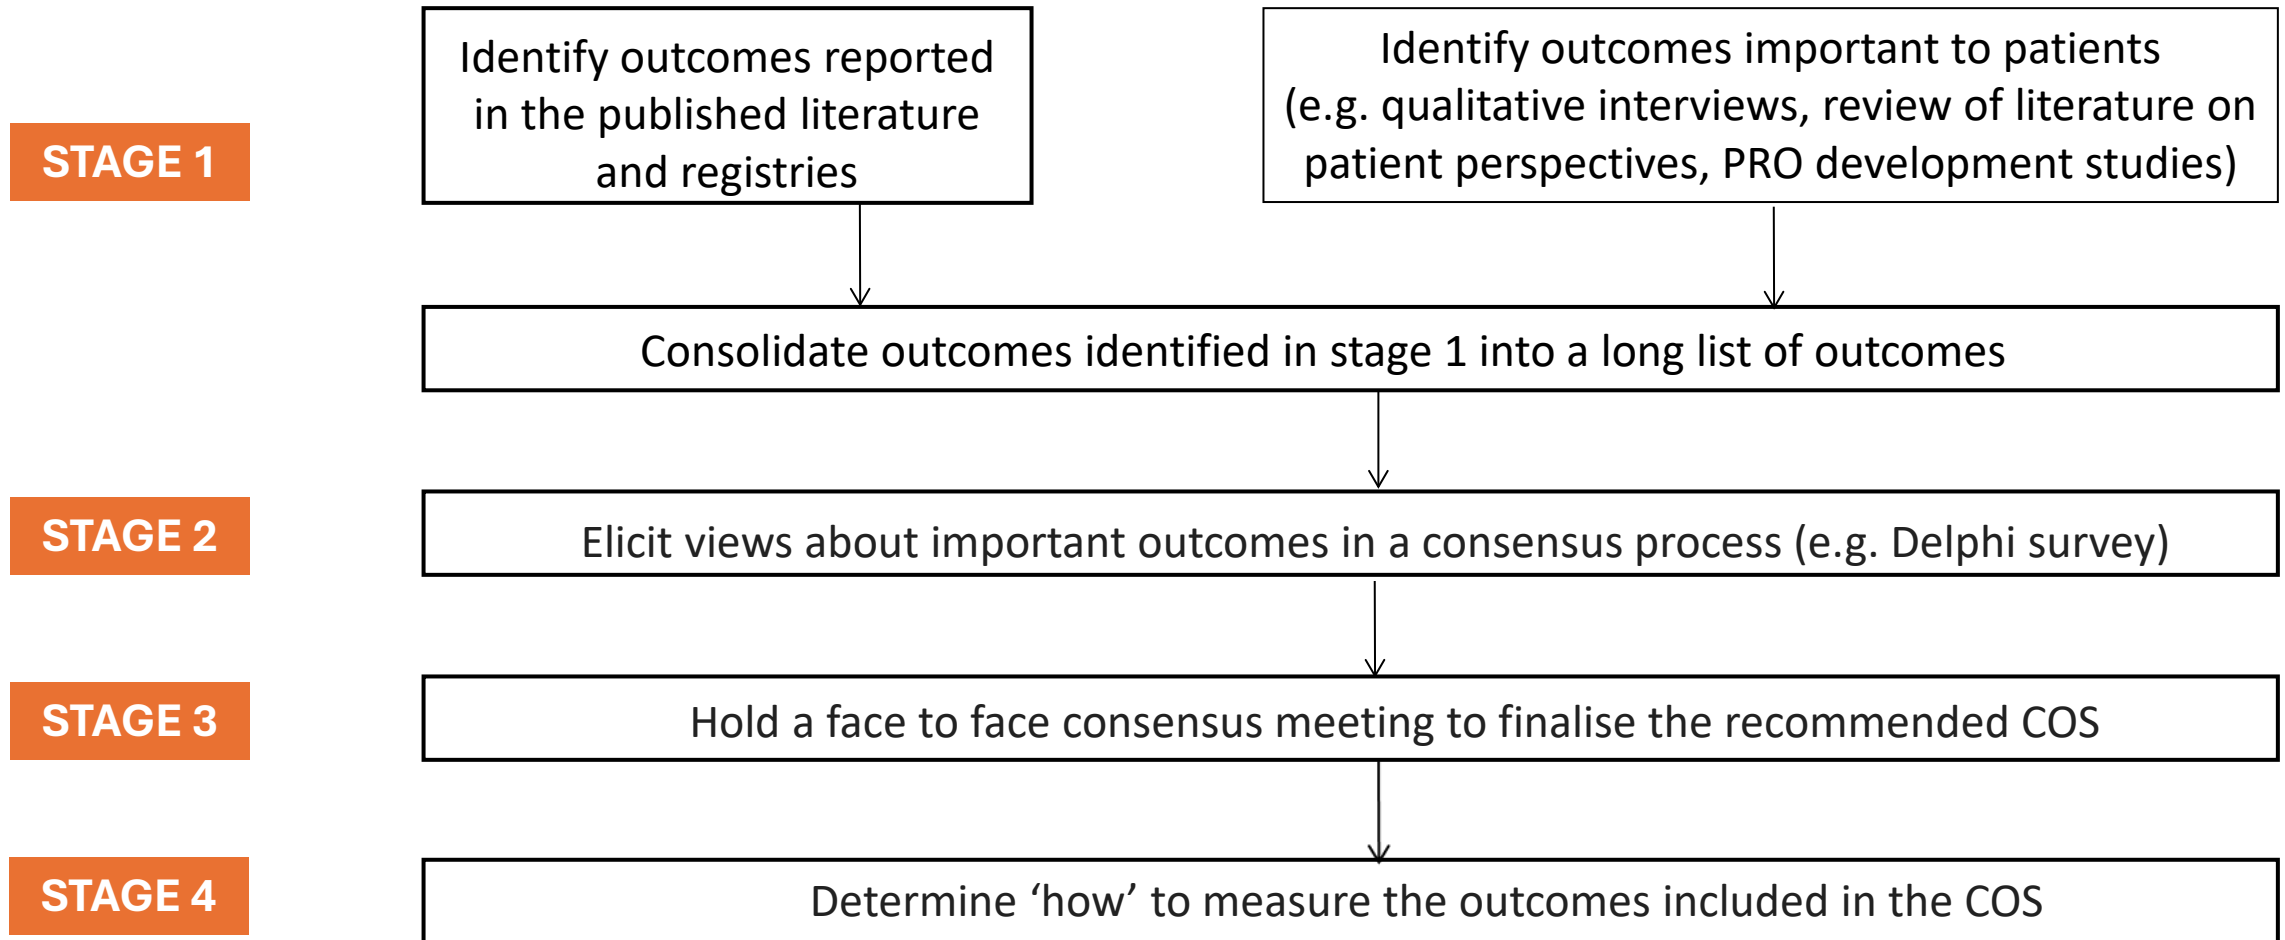 STAGE 1
Identify outcomes reported
in the published literature
and registries
Identify outcomes important to patients
(e.g. qualitative interviews, review of literature on
patient perspectives, PRO development studies)
Consolidate outcomes identified in stage 1 into a long list of outcomes
STAGE 2
Elicit views about important outcomes in a consensus process (e.g. Delphi survey)
STAGE 3
Hold a face to face consensus meeting to finalise the recommended COS
STAGE 4
Determine ‘how’ to measure the outcomes included in the COS